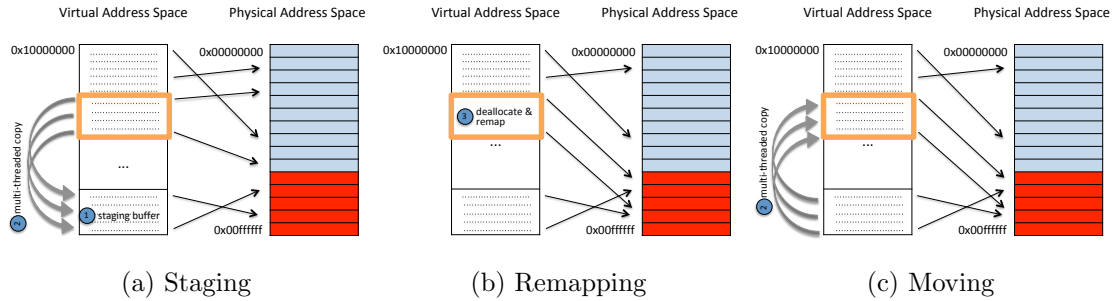 Virtual Address Space
Physical Address Space
0x10000000
0x00000000
...
2 multi-threaded copy
1 staging buffer
0x00ffffff
(a) Staging
Virtual Address Space
Physical Address Space
0x10000000
0x00000000
3 deallocate &
remap
...
0x00ffffff
(b) Remapping
Virtual Address Space
Physical Address Space
0x10000000
0x00000000
...
2 multi-threaded copy
0x00ffffff
(c) Moving